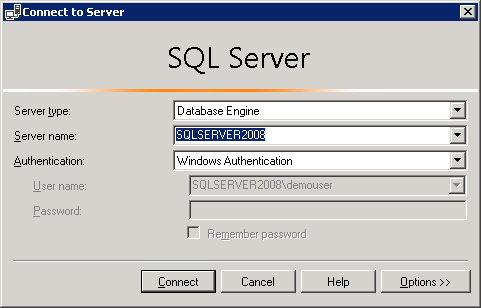 Connect to Server
SQL Server
Server type: Database Engine
Server name: SQLSERVER2008
Authentication: Windows Authentication
User name: SQLSERVER2008\demouser
Password:
Remember password
Connect Cancel Help Options >>